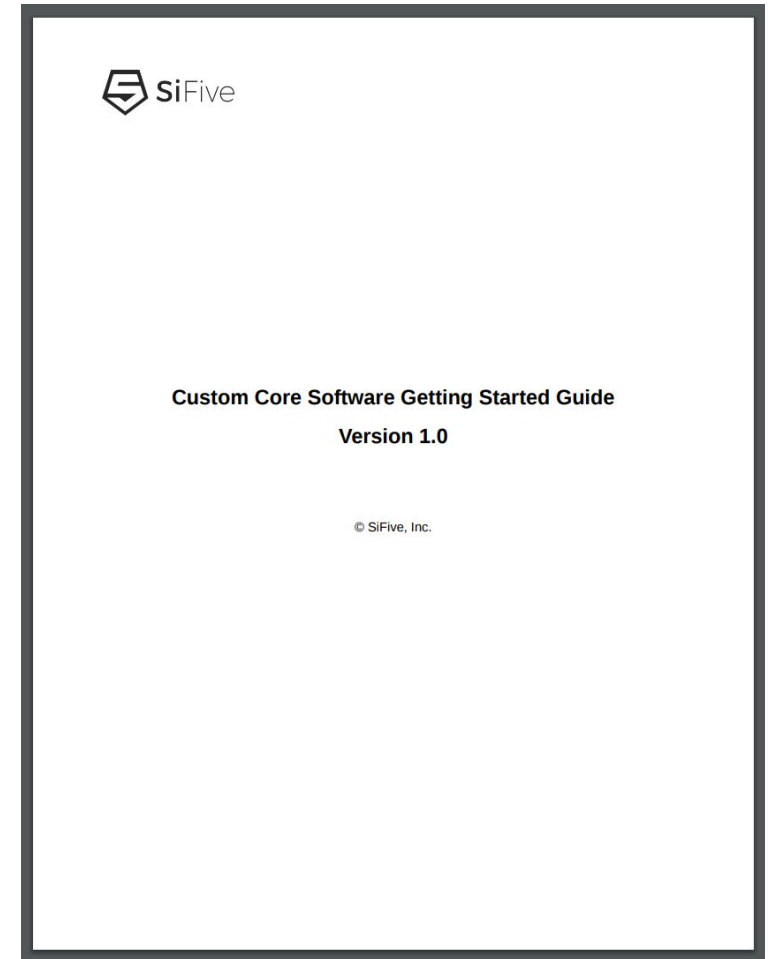 SiFive
Custom Core Software Getting Started Guide
Version 1.0
© SiFive, Inc.